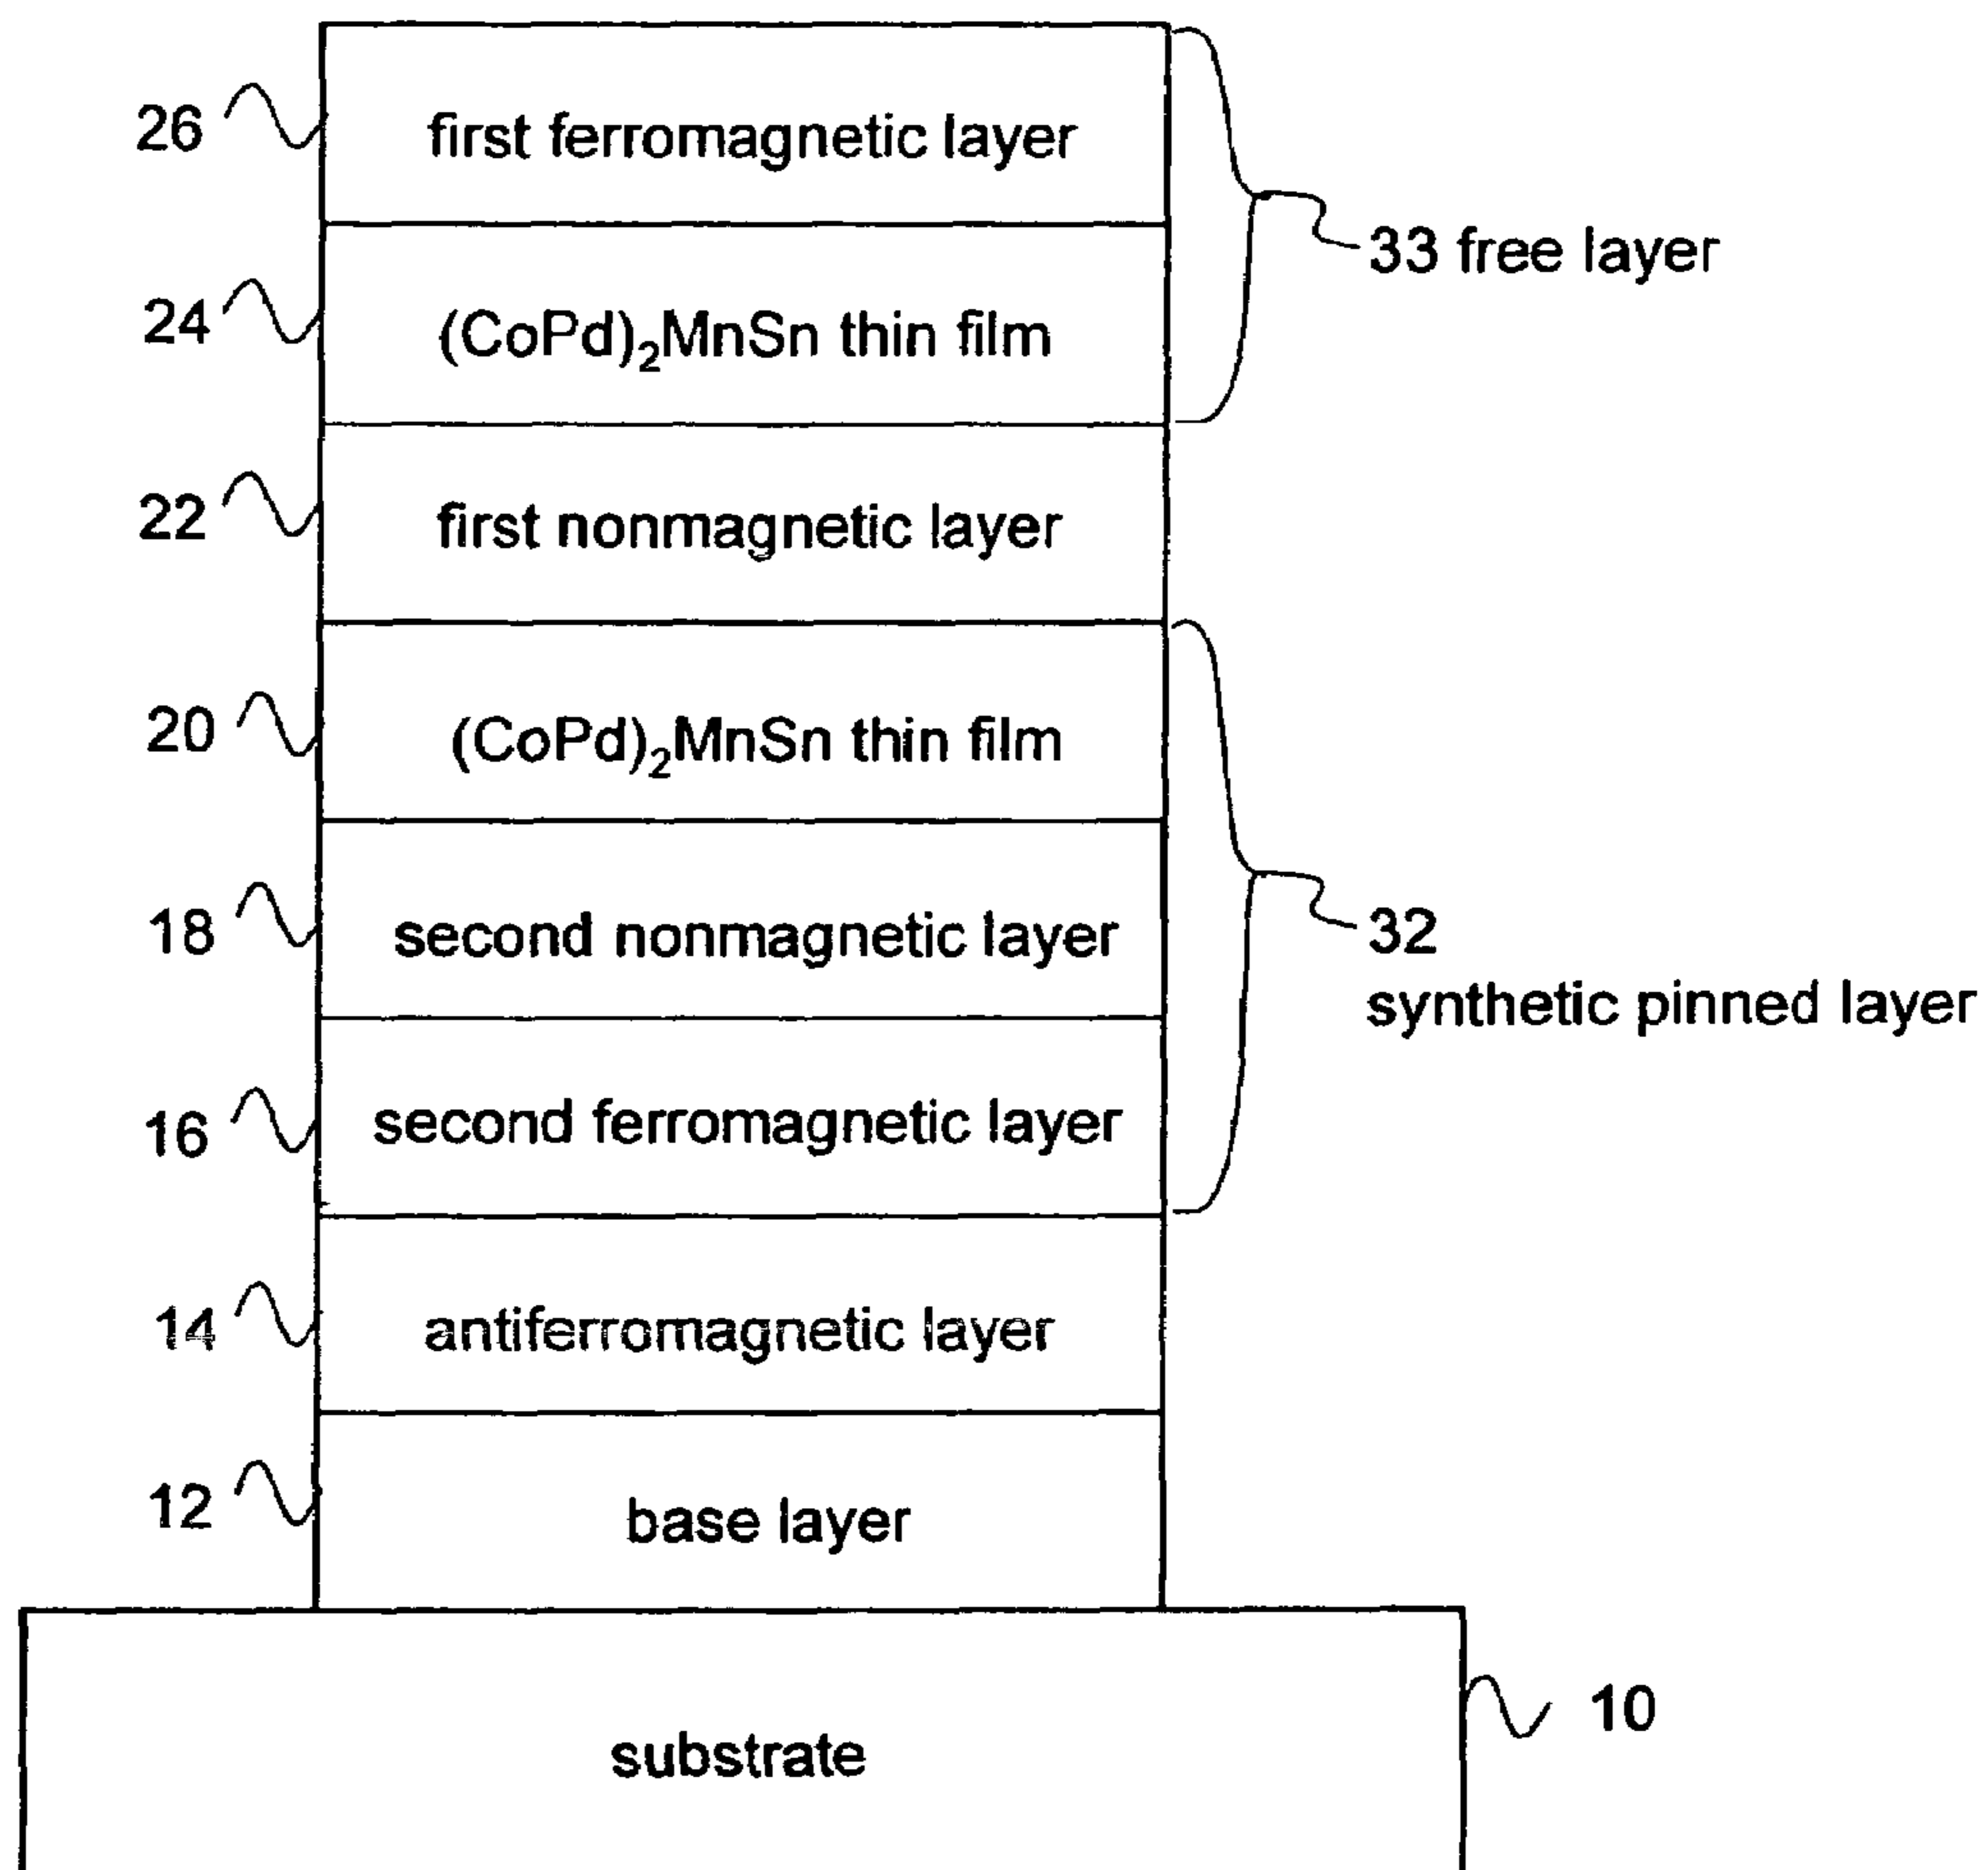 26 first ferromagnetic layer
33 free layer
24 (CoPd)₂MnSn thin film
22 first nonmagnetic layer
20 (CoPd)₂MnSn thin film
18 second nonmagnetic layer
32
synthetic pinned layer
16 second ferromagnetic layer
14 antiferromagnetic layer
12 base layer
10
substrate